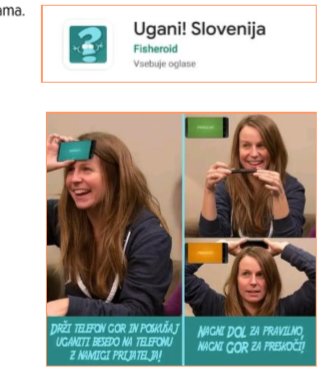 ama.
Ugani! Slovenija
Fisheroid
Vsebuje oglase
DRŽI TELEFON GOR IN POKUŠAJ
UGANITI BESEDO NA TELEFONU
Z NAMIGI PRIJATELJA!
NAGNI DOL ZA PRAVILNO,
NAGNI GOR ZA PRESKOČI!